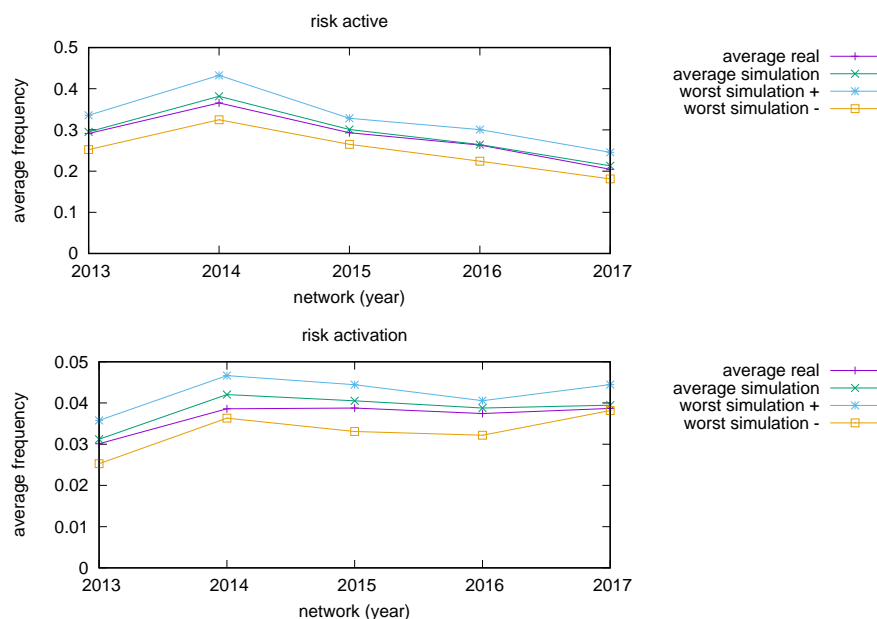 risk active
average frequency
0.5
0.4
0.3
0.2
0.1
0
2013 2014 2015 2016 2017
network (year)
average real
average simulation
worst simulation +
worst simulation -
risk activation
average frequency
0.05
0.04
0.03
0.02
0.01
0
2013 2014 2015 2016 2017
network (year)
average real
average simulation
worst simulation +
worst simulation -